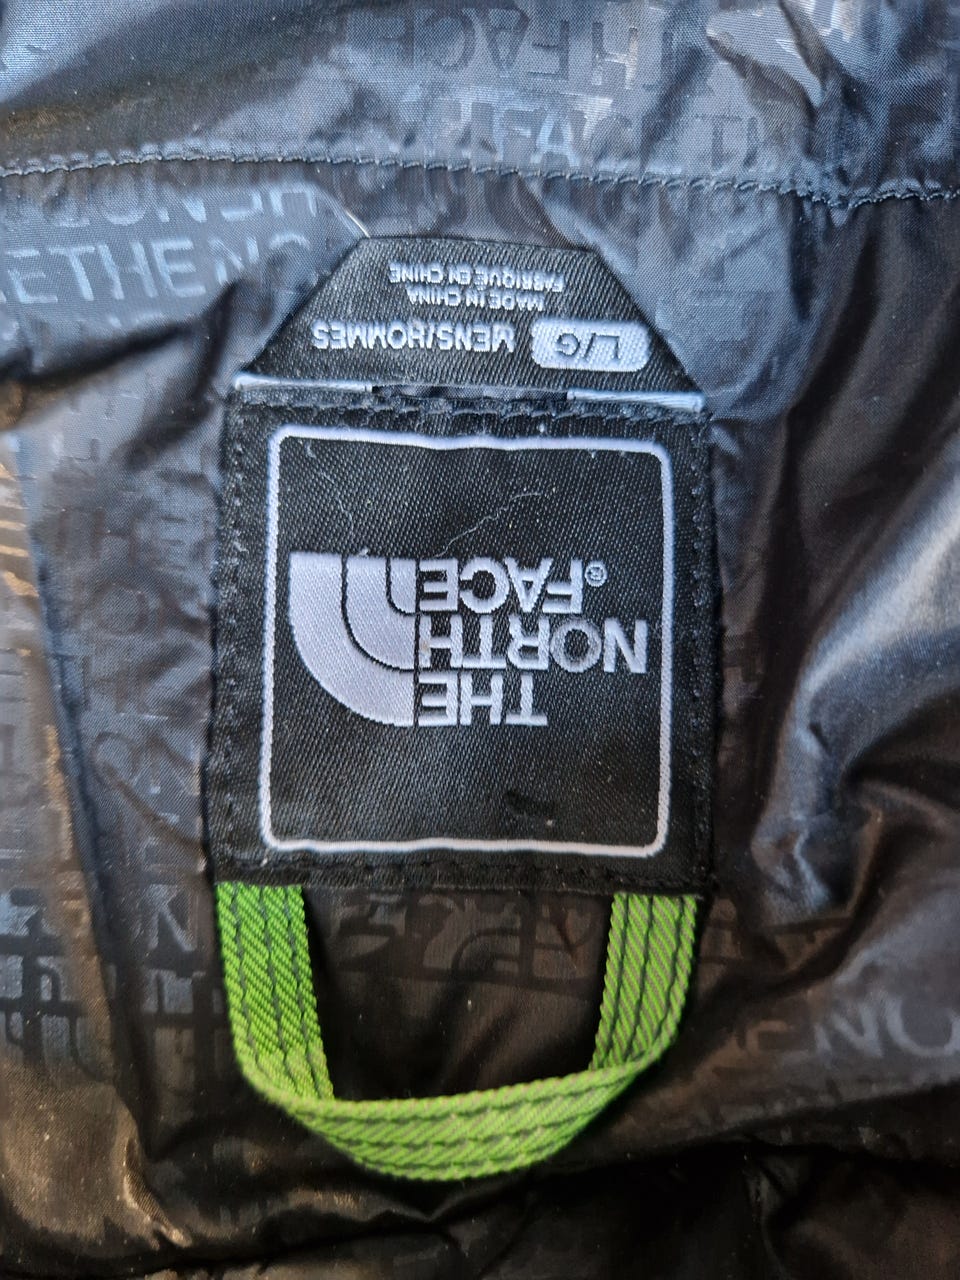 THE
NORTH
FACE®
L/G MENS/HOMMES
MADE IN CHINA
FABRIQUÉ EN CHINE